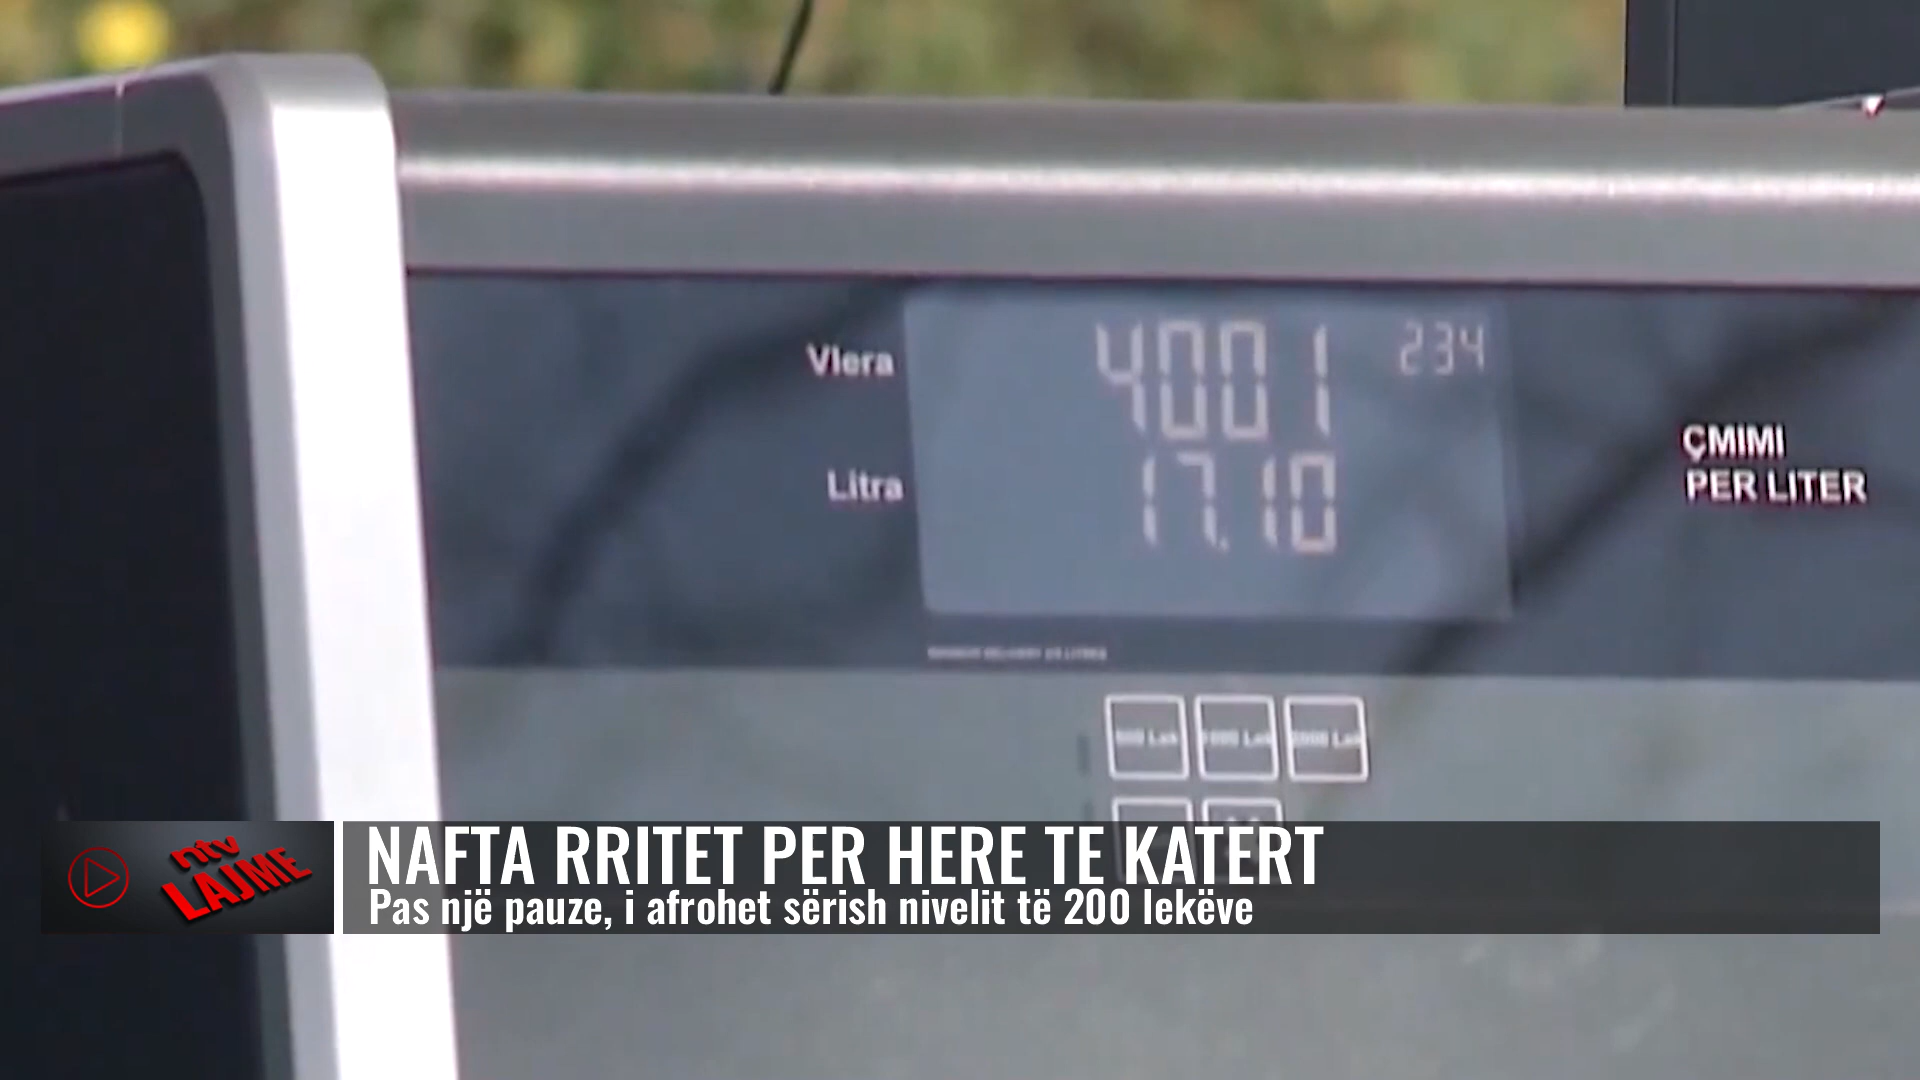 Vlera
4001
234
Litra
17.10
ÇMIMI
PER LITER
ntv
LAJME
NAFTA RRITET PER HERE TE KATERT
Pas një pauze, i afrohet sërish nivelit të 200 lekëve